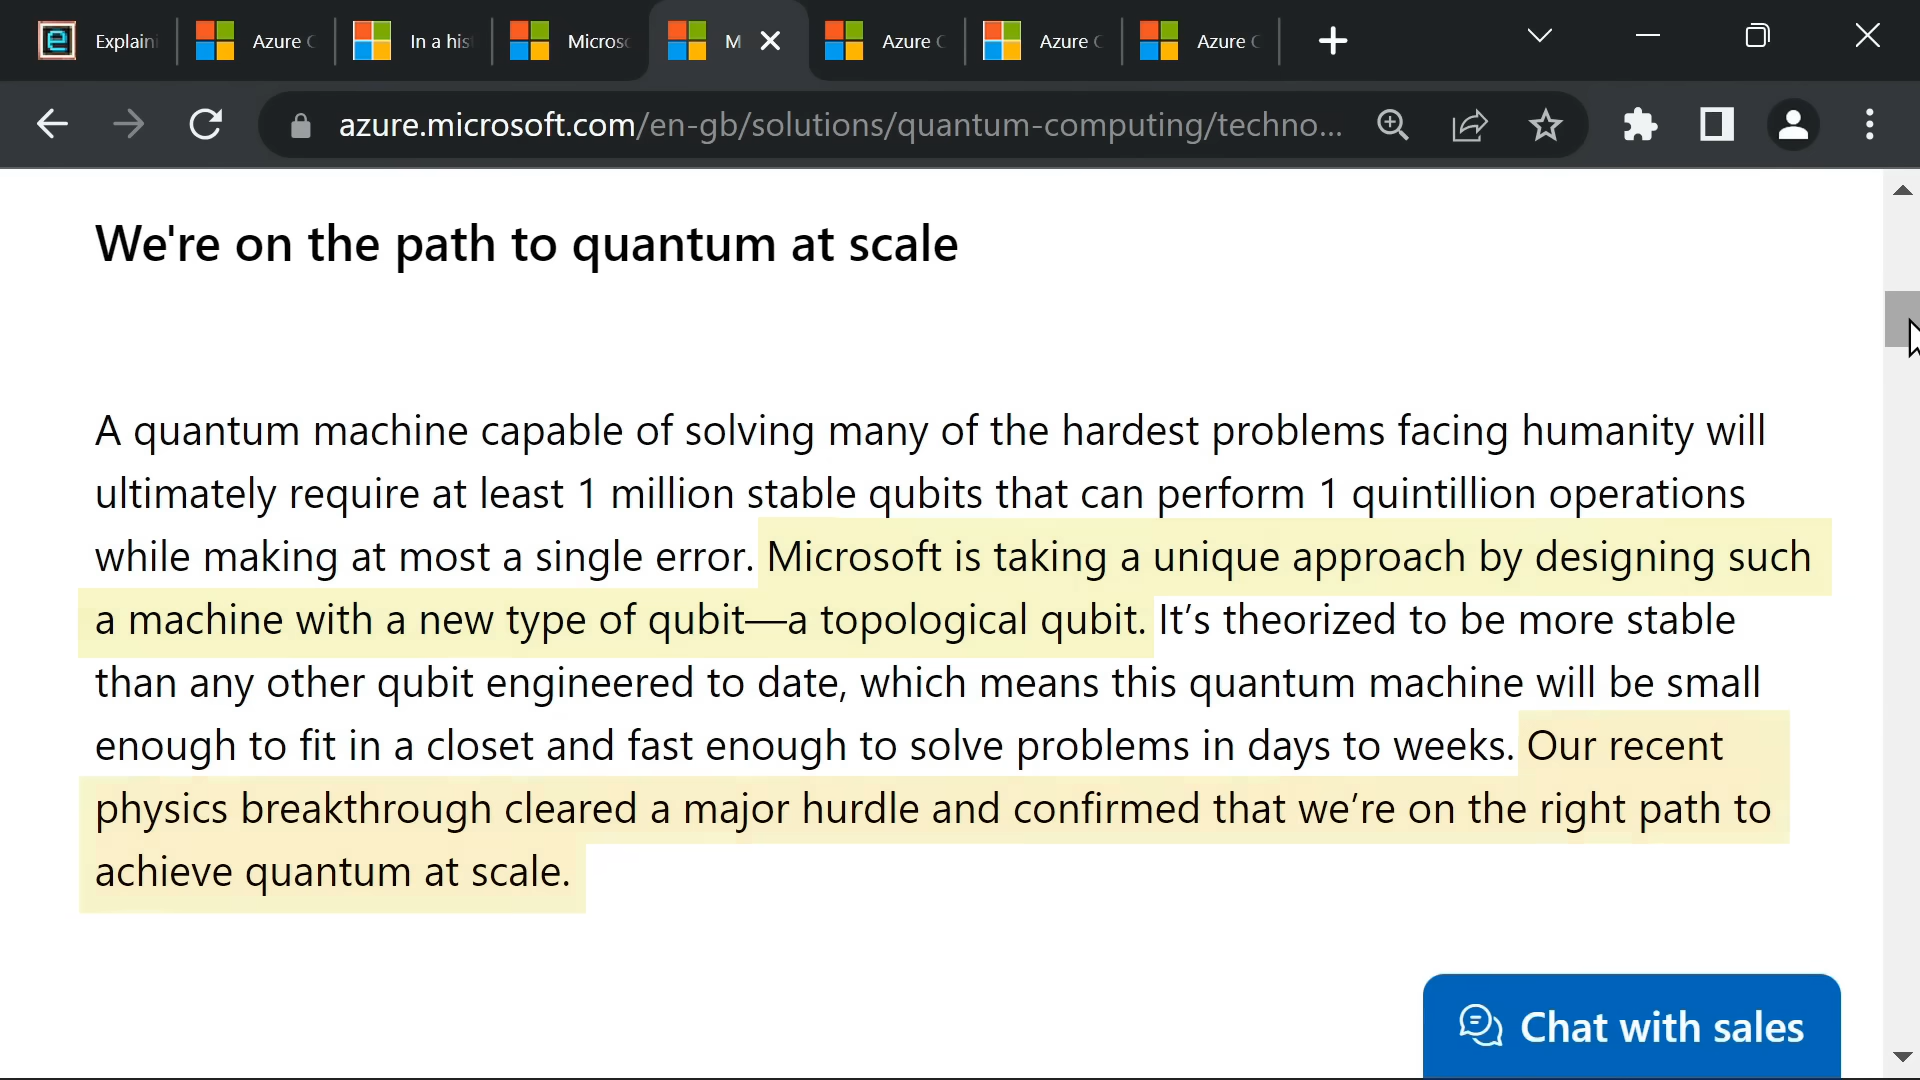 Explain
Azure
In a his
Micros
M
Azure
Azure
Azure
azure.microsoft.com/en-gb/solutions/quantum-computing/techno...
We're on the path to quantum at scale
A quantum machine capable of solving many of the hardest problems facing humanity will
ultimately require at least 1 million stable qubits that can perform 1 quintillion operations
while making at most a single error. Microsoft is taking a unique approach by designing such
a machine with a new type of qubit—a topological qubit. It’s theorized to be more stable
than any other qubit engineered to date, which means this quantum machine will be small
enough to fit in a closet and fast enough to solve problems in days to weeks. Our recent
physics breakthrough cleared a major hurdle and confirmed that we’re on the right path to
achieve quantum at scale.
Chat with sales